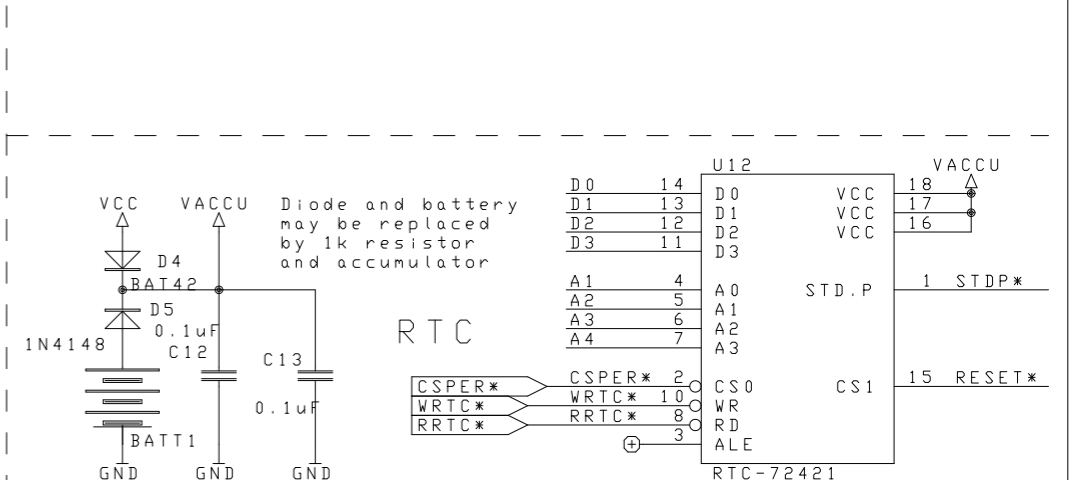 VCC
VACCU
Diode and battery
may be replaced
by 1k resistor
and accumulator
D4
BAT42
D5
1N4148
0.1uF
C12
C13
0.1uF
BATT1
GND
GND
GND
RTC
U12
VACCU
D0 14 D0 VCC 18
D1 13 D1 VCC 17
D2 12 D2 VCC 16
D3 11 D3
A1 4 A0 STD.P 1 STDP*
A2 5 A1
A3 6 A2
A4 7 A3
CSPER* CSPER* 2 CS0 CS1 15 RESET*
WRTC* WRTC* 10 WR
RRTC* RRTC* 8 RD
3 ALE
RTC-72421